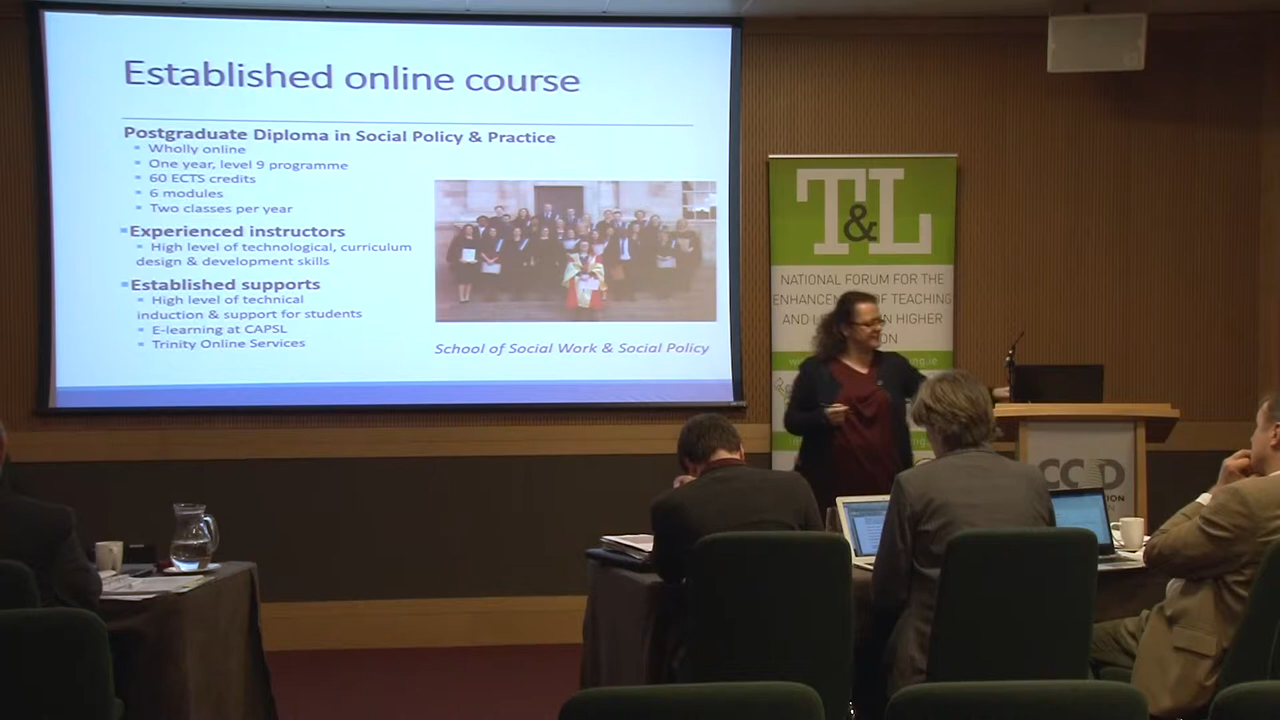 Established online course
Postgraduate Diploma in Social Policy & Practice
Wholly online
One year, level 9 programme
60 ECTS credits
6 modules
Two classes per year
Experienced instructors
High level of technological, curriculum
design & development skills
Established supports
High level of technical
induction & support for students
E-learning at CAPSL
Trinity Online Services
School of Social Work & Social Policy
T&L
NATIONAL FORUM FOR THE
OF TEACHING
AND
IN HIGHER